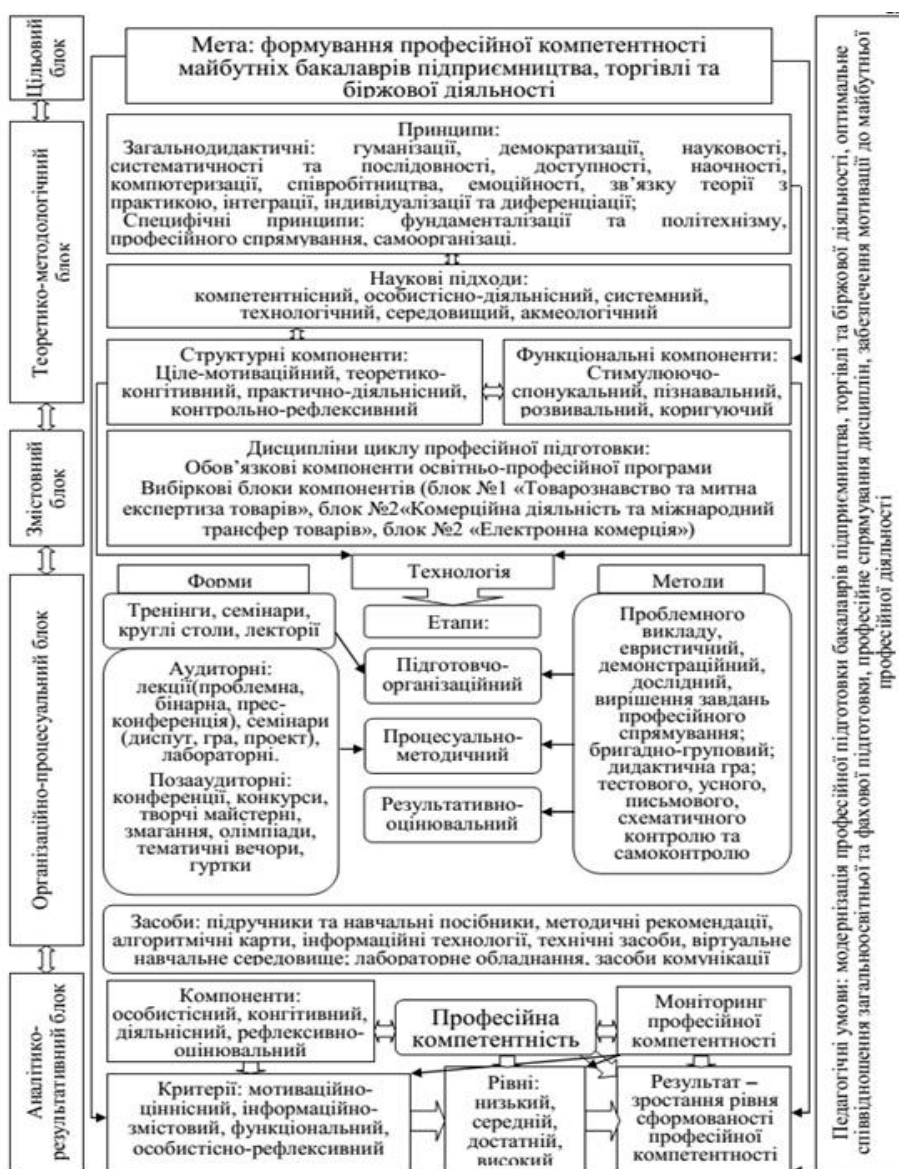 Цільовий
блок
Мета: формування професійної компетентності
майбутніх бакалаврів підприємництва, торгівлі та
біржової діяльності
Теоретико-методологічний
блок
Принципи:
Загальнодидактичні: гуманізації, демократизації, науковості,
систематичності та послідовності, доступності, наочності,
компютеризації, співробітництва, емоційності, зв’язку теорії з
практикою, інтеграції, індивідуалізації та диференціації;
Специфічні принципи: фундаменталізації та політехнізму,
професійного спрямування, самоорганізаці.
Наукові підходи:
компетентнісний, особистісно-діяльнісний, системний,
технологічний, середовищий, акмеологічний
Структурні компоненти:
Ціле-мотиваційний, теоретико-
конгітивний, практично-діяльнісний,
контрольно-рефлексивний
Функціональні компоненти:
Стимулюючо-
спонукальний, пізнавальний,
розвивальний, коригуючий
Змістовний
блок
Дисципліни циклу професійної підготовки:
Обов’язкові компоненти освітньо-професійної програми
Вибіркові блоки компонентів (блок №1 «Товарознавство та митна
експертиза товарів», блок №2«Комерційна діяльність та міжнародний
трансфер товарів», блок №2 «Електронна комерція»)
Організаційно-процесуальний блок
Форми
Тренінги, семінари,
круглі столи, лекторії
Аудиторні:
лекції(проблемна,
бінарна, прес-
конференція), семінари
(диспут, гра, проект),
лабораторні.
Позааудиторні:
конференції, конкурси,
творчі майстерні,
змагання, олімпіади,
тематичні вечори,
гуртки
Технологія
Етапи:
Підготовчо-
організаційний
Процесуально-
методичний
Результативно-
оцінювальний
Методи
Проблемного
викладу,
евристичний,
демонстраційний,
дослідний,
вирішення завдань
професійного
спрямування;
бригадно-груповий;
дидактична гра;
тестового, усного,
письмового,
схематичного
контролю та
самоконтролю
Засоби: підручники та навчальні посібники, методичні рекомендації,
алгоритмічні карти, інформаційні технології, технічні засоби, віртуальне
навчальне середовище; лабораторне обладнання, засоби комунікації
Аналітико-
результативний блок
Компоненти:
особистісний, конгітивний,
діяльнісний, рефлексивно-
оцінювальний
Професійна
компетентність
Моніторинг
професійної
компетентності
Критерії: мотиваційно-
ціннісний, інформаційно-
змістовий, функціональний,
особистісно-рефлексивний
Рівні:
низький,
середній,
достатній,
високий
Результат –
зростання рівня
сформованості
професійної
компетентності
Педагогічні умови: модернізація професійної підготовки бакалаврів підприємництва, торгівлі та біржової діяльності, оптимальне
співвідношення загальноосвітньої та фахової підготовки, професійне спрямування дисциплін, забезпечення мотивації до майбутньої
професійної діяльності